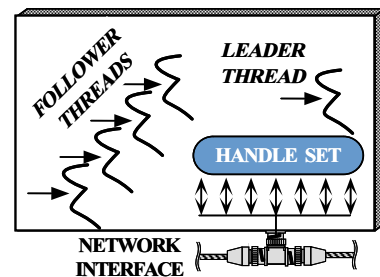 FOLLOWER
THREADS
LEADER
THREAD
HANDLE SET
NETWORK
INTERFACE